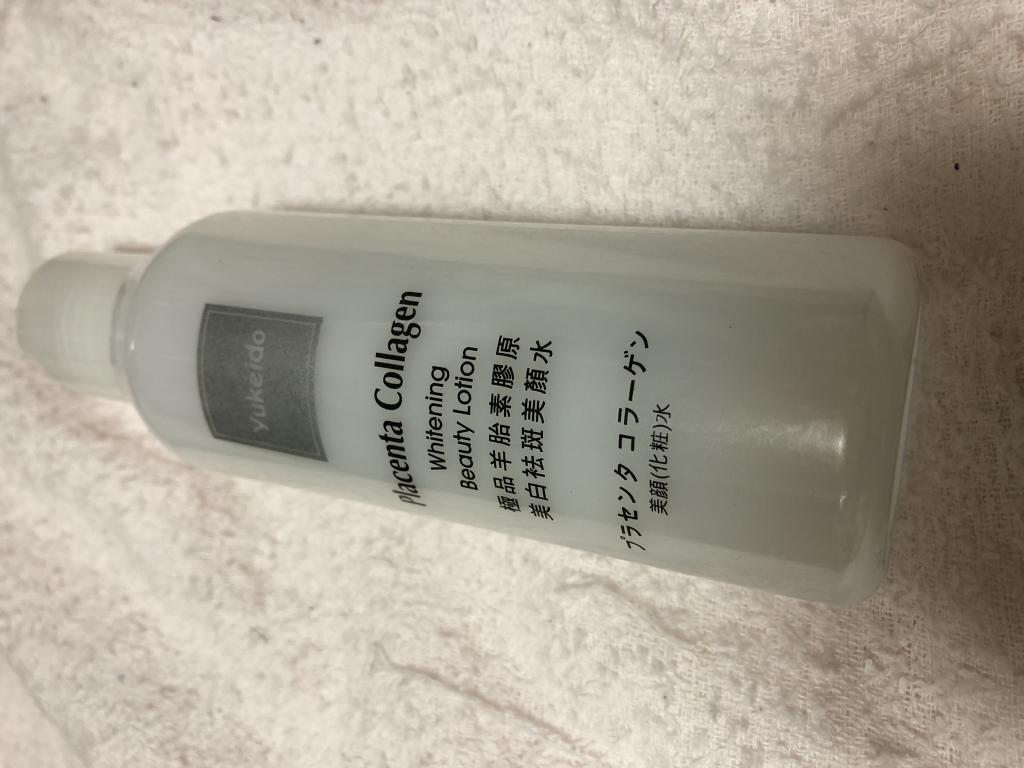 yukeido
Placenta Collagen
Whitening
Beauty Lotion
極品羊胎素膠原
美白祛斑美顏水
プラセンタ コラーゲン
美顔(化粧)水